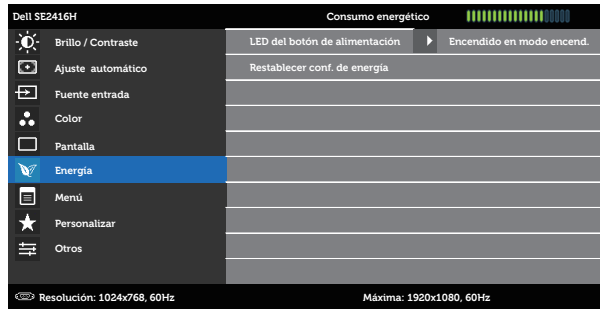 Dell SE2416H Consumo energético
Brillo / Contraste LED del botón de alimentación Encendido en modo encend.
Ajuste automático Restablecer conf. de energía
Fuente entrada
Color
Pantalla
Energía
Menú
Personalizar
Otros
Resolución: 1024x768, 60Hz Máxima: 1920x1080, 60Hz